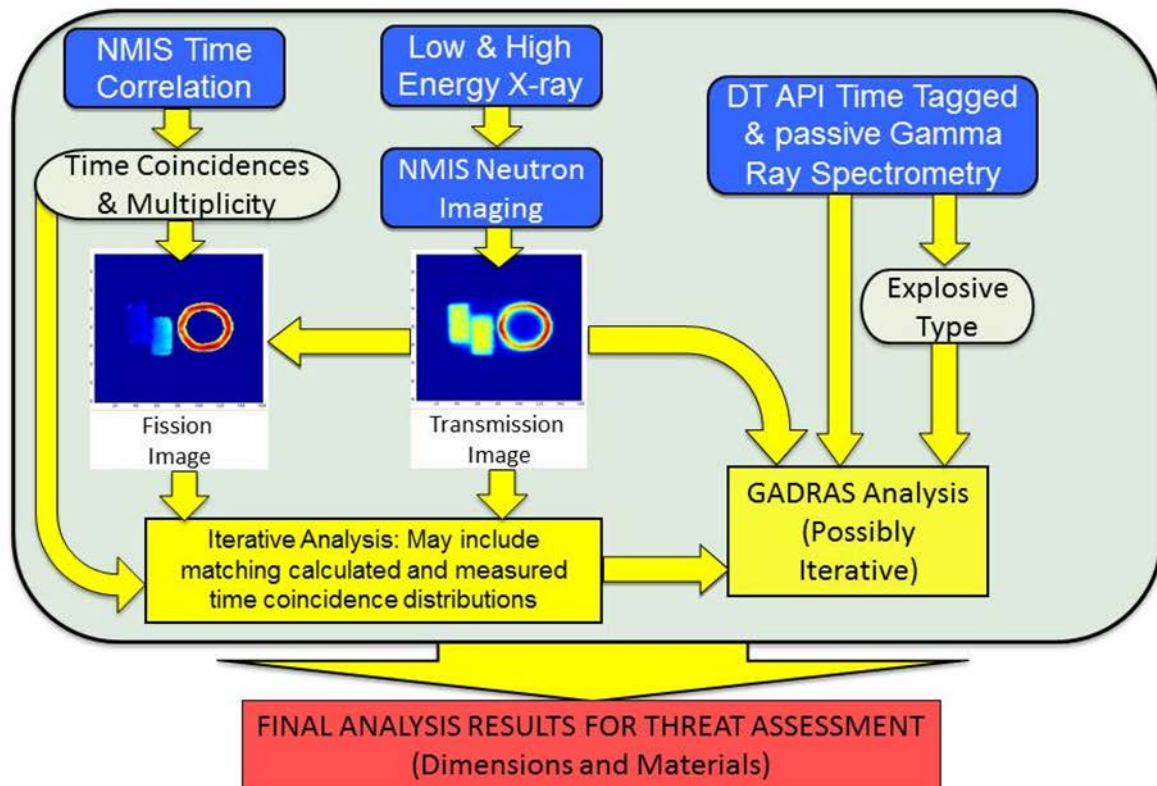 NMIS Time
Correlation
Low & High
Energy X-ray
DT API Time Tagged
& passive Gamma
Ray Spectrometry
Time Coincidences
& Multiplicity
NMIS Neutron
Imaging
Explosive
Type
Fission
Image
Transmission
Image
Iterative Analysis: May include
matching calculated and measured
time coincidence distributions
GADRAS Analysis
(Possibly
Iterative)
FINAL ANALYSIS RESULTS FOR THREAT ASSESSMENT
(Dimensions and Materials)